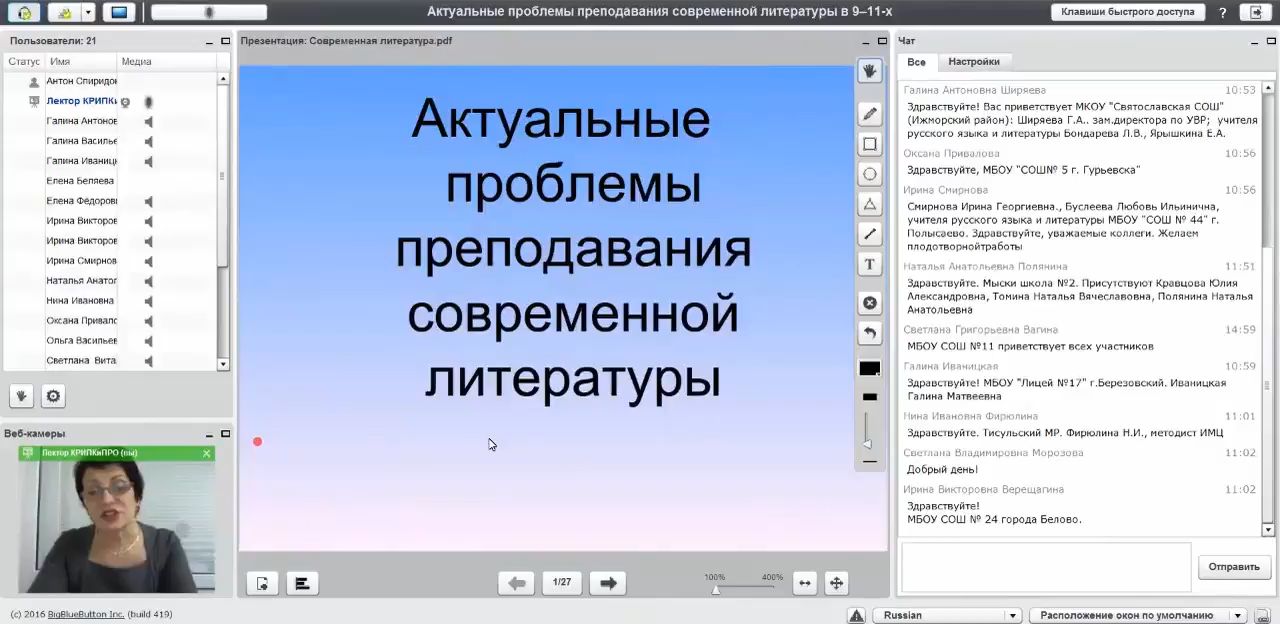 Актуальные проблемы преподавания современной литературы в 9–11-х
Клавиши быстрого доступа
?
Пользователи: 21
Статус Имя Медиа
Антон Спиридон
Лектор КРИПКи
Галина Антонов
Галина Василье
Галина Иваниц
Елена Беляева
Елена Федоров
Ирина Викторов
Ирина Викторов
Ирина Смирнов
Наталья Анатол
Нина Ивановна
Оксана Привало
Ольга Васильев
Светлана Вита
Веб-камеры
Лектор КРИПКиПРО (вы)
Презентация: Современная литература.pdf
Актуальные
проблемы
преподавания
современной
литературы
T
1/27
100% 400%
Чат
Все Настройки
Галина Антоновна Ширяева 10:53
Здравствуйте! Вас приветствует МКОУ "Святославская СОШ"
(Ижморский район): Ширяева Г.А.. зам.директора по УВР; учителя
русского языка и литературы Бондарева Л.В., Ярышкина Е.А.
Оксана Привалова 10:56
Здравствуйте, МБОУ "СОШ№ 5 г. Гурьевска"
Ирина Смирнова 10:56
Смирнова Ирина Георгиевна., Буслеева Любовь Ильинична,
учителя русского языка и литературы МБОУ "СОШ № 44" г.
Полысаево. Здравствуйте, уважаемые коллеги. Желаем
плодотворнойтработы
Наталья Анатольевна Полянина 11:51
Здравствуйте. Мыски школа №2. Присутствуют Кравцова Юлия
Александровна, Томина Наталья Вячеславовна, Полянина Наталья
Анатольевна
Светлана Григорьевна Вагина 14:59
МБОУ СОШ №11 приветствует всех участников
Галина Иваницкая 10:59
Здравствуйте! МБОУ "Лицей №17" г.Березовский. Иваницкая
Галина Матвеевна
Нина Ивановна Фирюлина 11:01
Здравствуйте. Тисульский МР. Фирюлина Н.И., методист ИМЦ
Светлана Владимировна Морозова 11:02
Добрый день!
Ирина Викторовна Верещагина 11:02
Здравствуйте!
МБОУ СОШ № 24 города Белово.
Отправить
(c) 2016 BigBlueButton Inc. (build 419)
Russian
Расположение окон по умолчанию